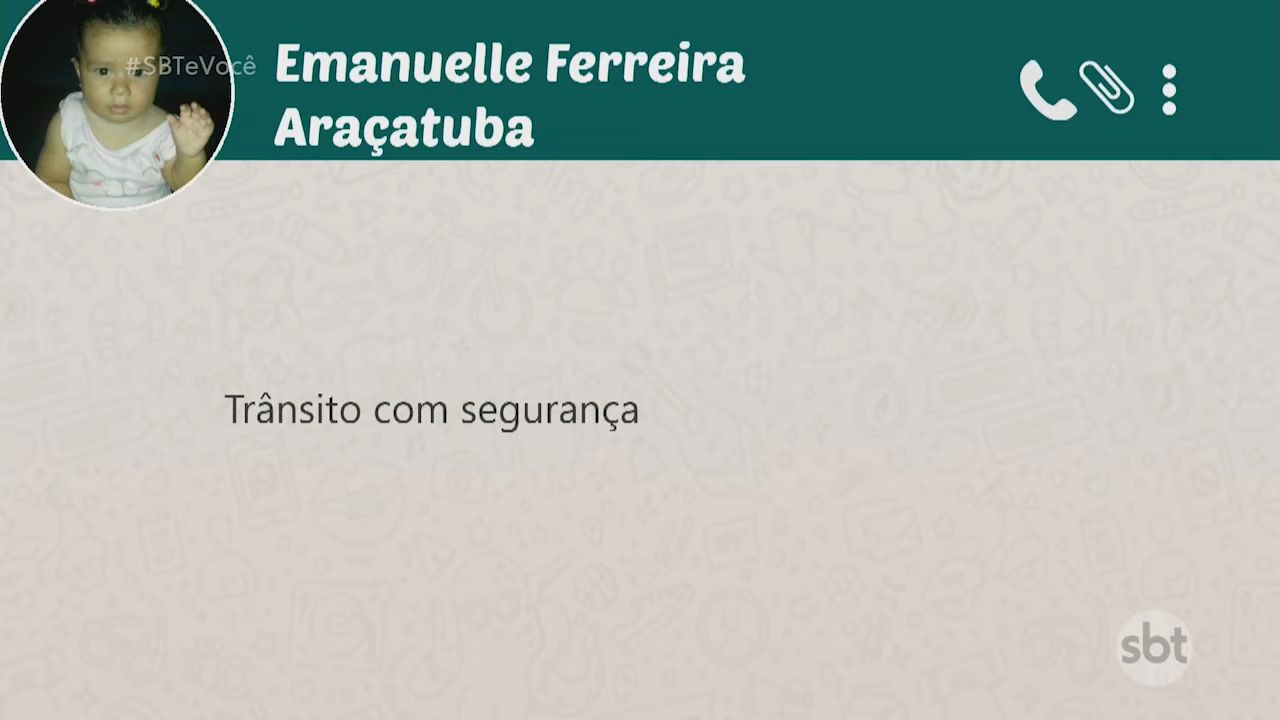 #SBTeVocê
Emanuelle Ferreira
Araçatuba
Trânsito com segurança
sbt